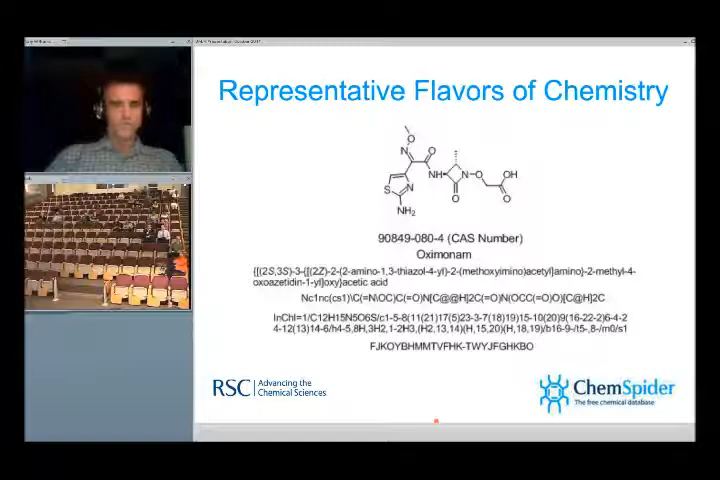 Representative Flavors of Chemistry
O
N
O
NH
N
O
OH
S
N
O
O
NH₂
90849-080-4 (CAS Number)
Oximonam
{[(2S,3S)-3-{[(2Z)-2-(2-amino-1,3-thiazol-4-yl)-2-(methoxyimino)acetyl]amino}-2-methyl-4-
oxoazetidin-1-yl]oxy}acetic acid
Nc1nc(cs1)\C(=N\OC)C(=O)N[C@@H]2C(=O)N(OCC(=O)O)[C@H]2C
InChI=1/C12H15N5O6S/c1-5-8(11(21)17(5)23-3-7(18)19)15-10(20)9(16-22-2)6-4-2
4-12(13)14-6/h4-5,8H,3H2,1-2H3,(H2,13,14)(H,15,20)(H,18,19)/b16-9-/t5-,8-/m0/s1
FJKOYBHMMTVFHK-TWYJFGHKBO
RSC
Advancing the
Chemical Sciences
ChemSpider
The free chemical database